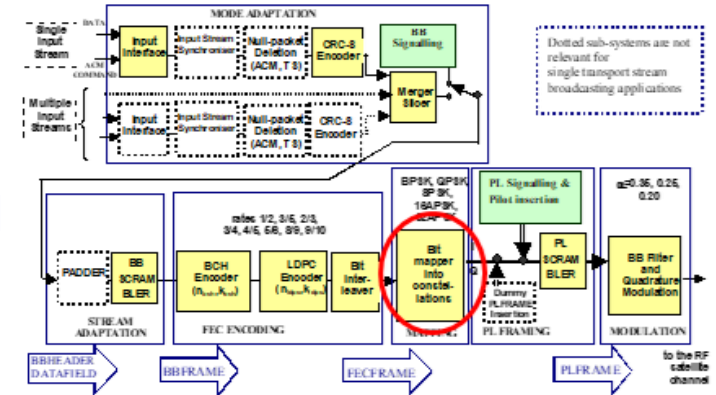 MODE ADAPTATION
Single
Input
Stream
DATA
ACM
COMMAND
Input
Interface
Input Stream
Synchroniser
Null-packet
Deletion
(ACM, TS)
CRC-8
Encoder
BB
Signalling
Merger
Slicer
Multiple
Input
Streams
Input
Interface
Input Stream
Synchroniser
Null-packet
Deletion
(ACM, TS)
CRC-8
Encoder
Dotted sub-systems are not
relevant for
single transport stream
broadcasting applications
BPSK, QPSK,
8PSK,
16APSK,
PL Signalling &
Pilot insertion
α=0.35, 0.25,
0.20
rates 1/2, 3/5, 2/3,
3/4, 4/5, 5/6, 8/9, 9/10
PADDER
BB
SCRAM
BLER
BCH
Encoder
LDPC
Encoder
Bit
Inter-
leaver
Bit
mapper
into
conste-
lations
Q
Dummy
PLFRAME
Insertion
PL
SCRAM
BLER
BB Filter
and
Quadrature
Modulation
STREAM
ADAPTATION
FEC ENCODING
MAPPING
PL FRAMING
MODULATION
BBHEADER
DATAFIELD
BBFRAME
FECFRAME
PLFRAME
to the RF
satellite
channel